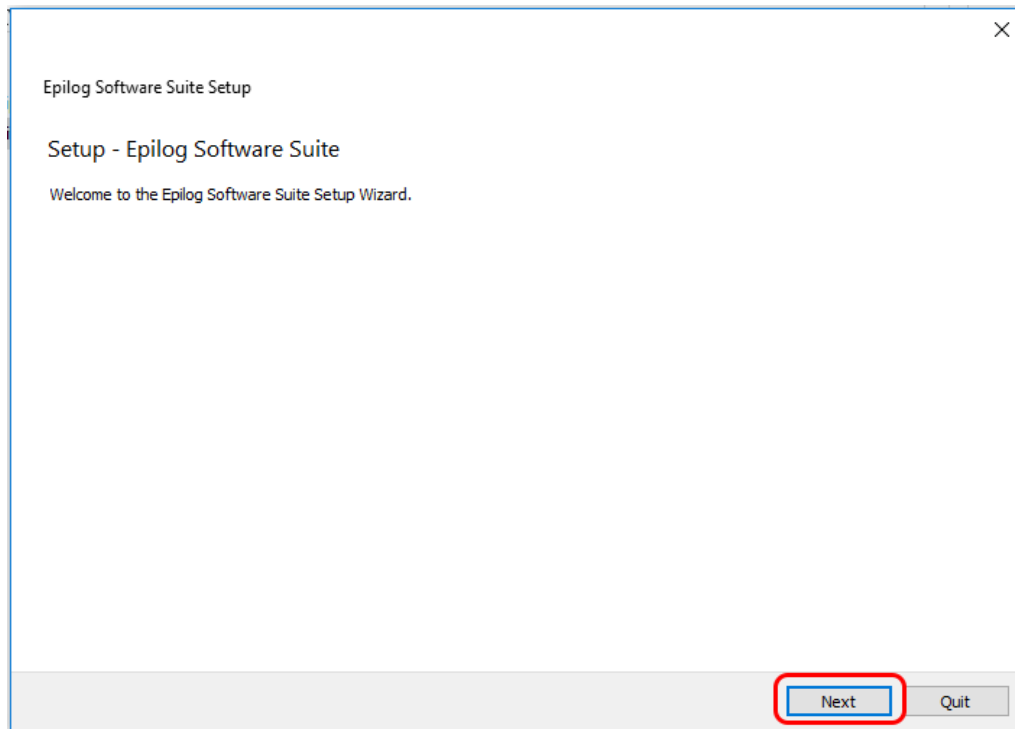 Epilog Software Suite Setup
Setup - Epilog Software Suite
Welcome to the Epilog Software Suite Setup Wizard.
Next Quit